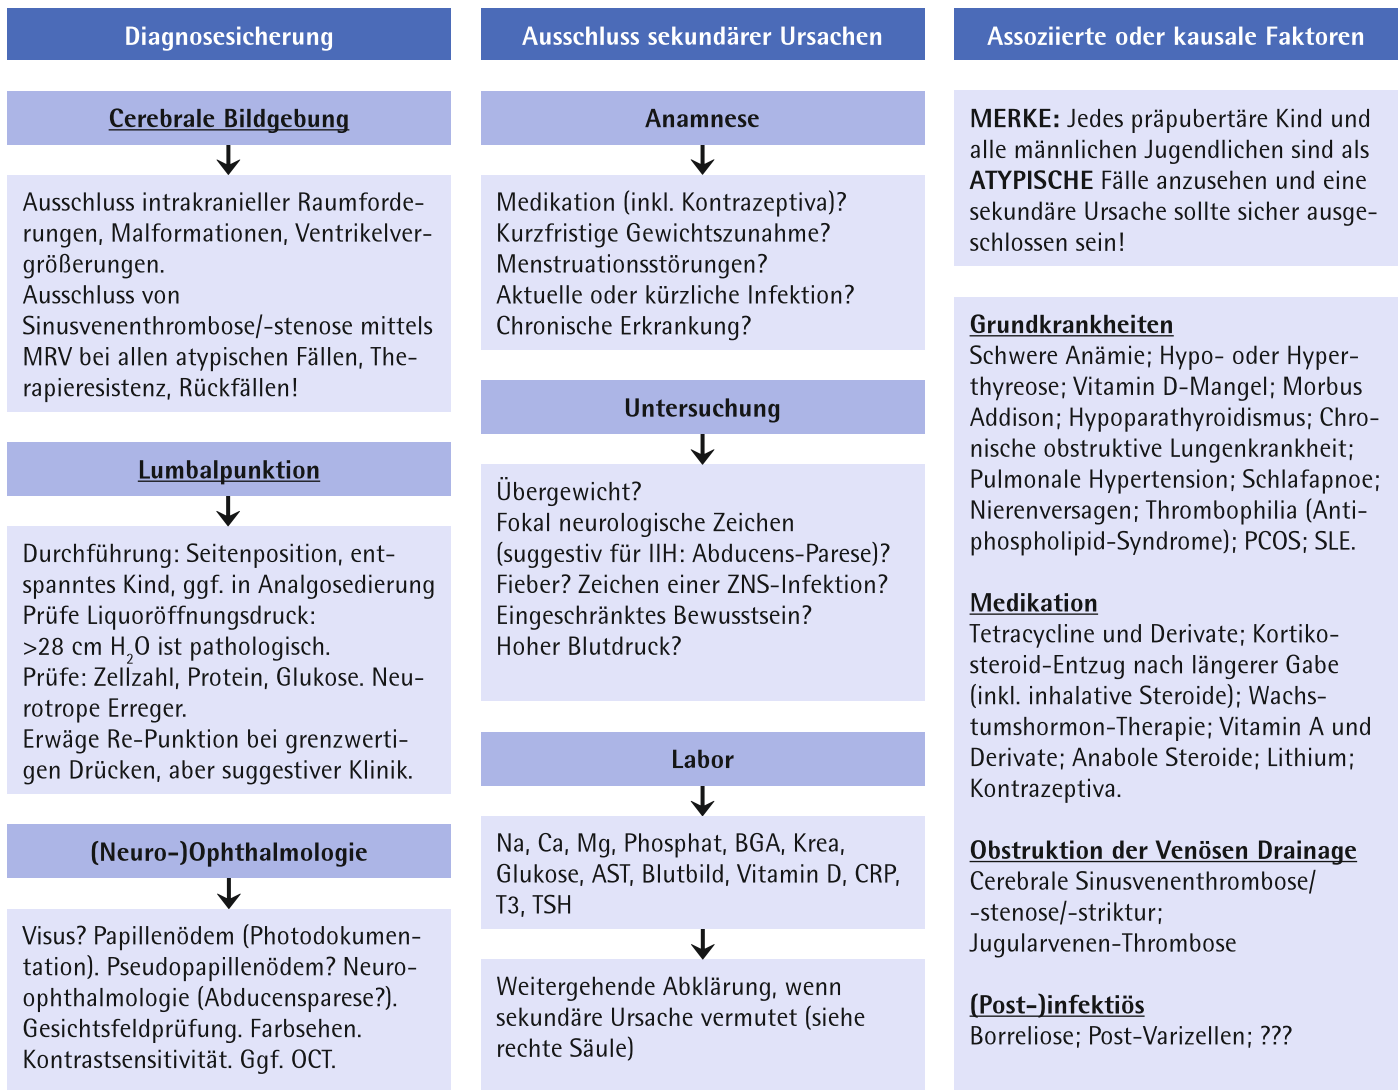 Diagnosesicherung
Cerebrale Bildgebung
Ausschluss intrakranieller Raumforde-
rungen, Malformationen, Ventrikelver-
größerungen.
Ausschluss von
Sinusvenenthrombose/-stenose mittels
MRV bei allen atypischen Fällen, The-
rapieresistenz, Rückfällen!
Lumbalpunktion
Durchführung: Seitenposition, ent-
spanntes Kind, ggf. in Analgosedierung
Prüfe Liquoröffnungsdruck:
>28 cm H₂O ist pathologisch.
Prüfe: Zellzahl, Protein, Glukose. Neu-
rotrope Erreger.
Erwäge Re-Punktion bei grenzwerti-
gen Drücken, aber suggestiver Klinik.
(Neuro-)Ophthalmologie
Visus? Papillenödem (Photodokumen-
tation). Pseudopapillenödem? Neuro-
ophthalmologie (Abducensparese?).
Gesichtsfeldprüfung. Farbsehen.
Kontrastsensitivität. Ggf. OCT.
Ausschluss sekundärer Ursachen
Anamnese
Medikation (inkl. Kontrazeptiva)?
Kurzfristige Gewichtszunahme?
Menstruationsstörungen?
Aktuelle oder kürzliche Infektion?
Chronische Erkrankung?
Untersuchung
Übergewicht?
Fokal neurologische Zeichen
(suggestiv für IIH: Abducens-Parese)?
Fieber? Zeichen einer ZNS-Infektion?
Eingeschränktes Bewusstsein?
Hoher Blutdruck?
Labor
Na, Ca, Mg, Phosphat, BGA, Krea,
Glukose, AST, Blutbild, Vitamin D, CRP,
T3, TSH
Weitergehende Abklärung, wenn
sekundäre Ursache vermutet (siehe
rechte Säule)
Assoziierte oder kausale Faktoren
MERKE: Jedes präpubertäre Kind und
alle männlichen Jugendlichen sind als
ATYPISCHE Fälle anzusehen und eine
sekundäre Ursache sollte sicher ausge-
schlossen sein!
Grundkrankheiten
Schwere Anämie; Hypo- oder Hyper-
thyreose; Vitamin D-Mangel; Morbus
Addison; Hypoparathyroidismus; Chro-
nische obstruktive Lungenkrankheit;
Pulmonale Hypertension; Schlafapnoe;
Nierenversagen; Thrombophilia (Anti-
phospholipid-Syndrome); PCOS; SLE.
Medikation
Tetracycline und Derivate; Kortiko-
steroid-Entzug nach längerer Gabe
(inkl. inhalative Steroide); Wachs-
tumshormon-Therapie; Vitamin A und
Derivate; Anabole Steroide; Lithium;
Kontrazeptiva.
Obstruktion der Venösen Drainage
Cerebrale Sinusvenenthrombose/
-stenose/-striktur;
Jugularvenen-Thrombose
(Post-)infektiös
Borreliose; Post-Varizellen; ???